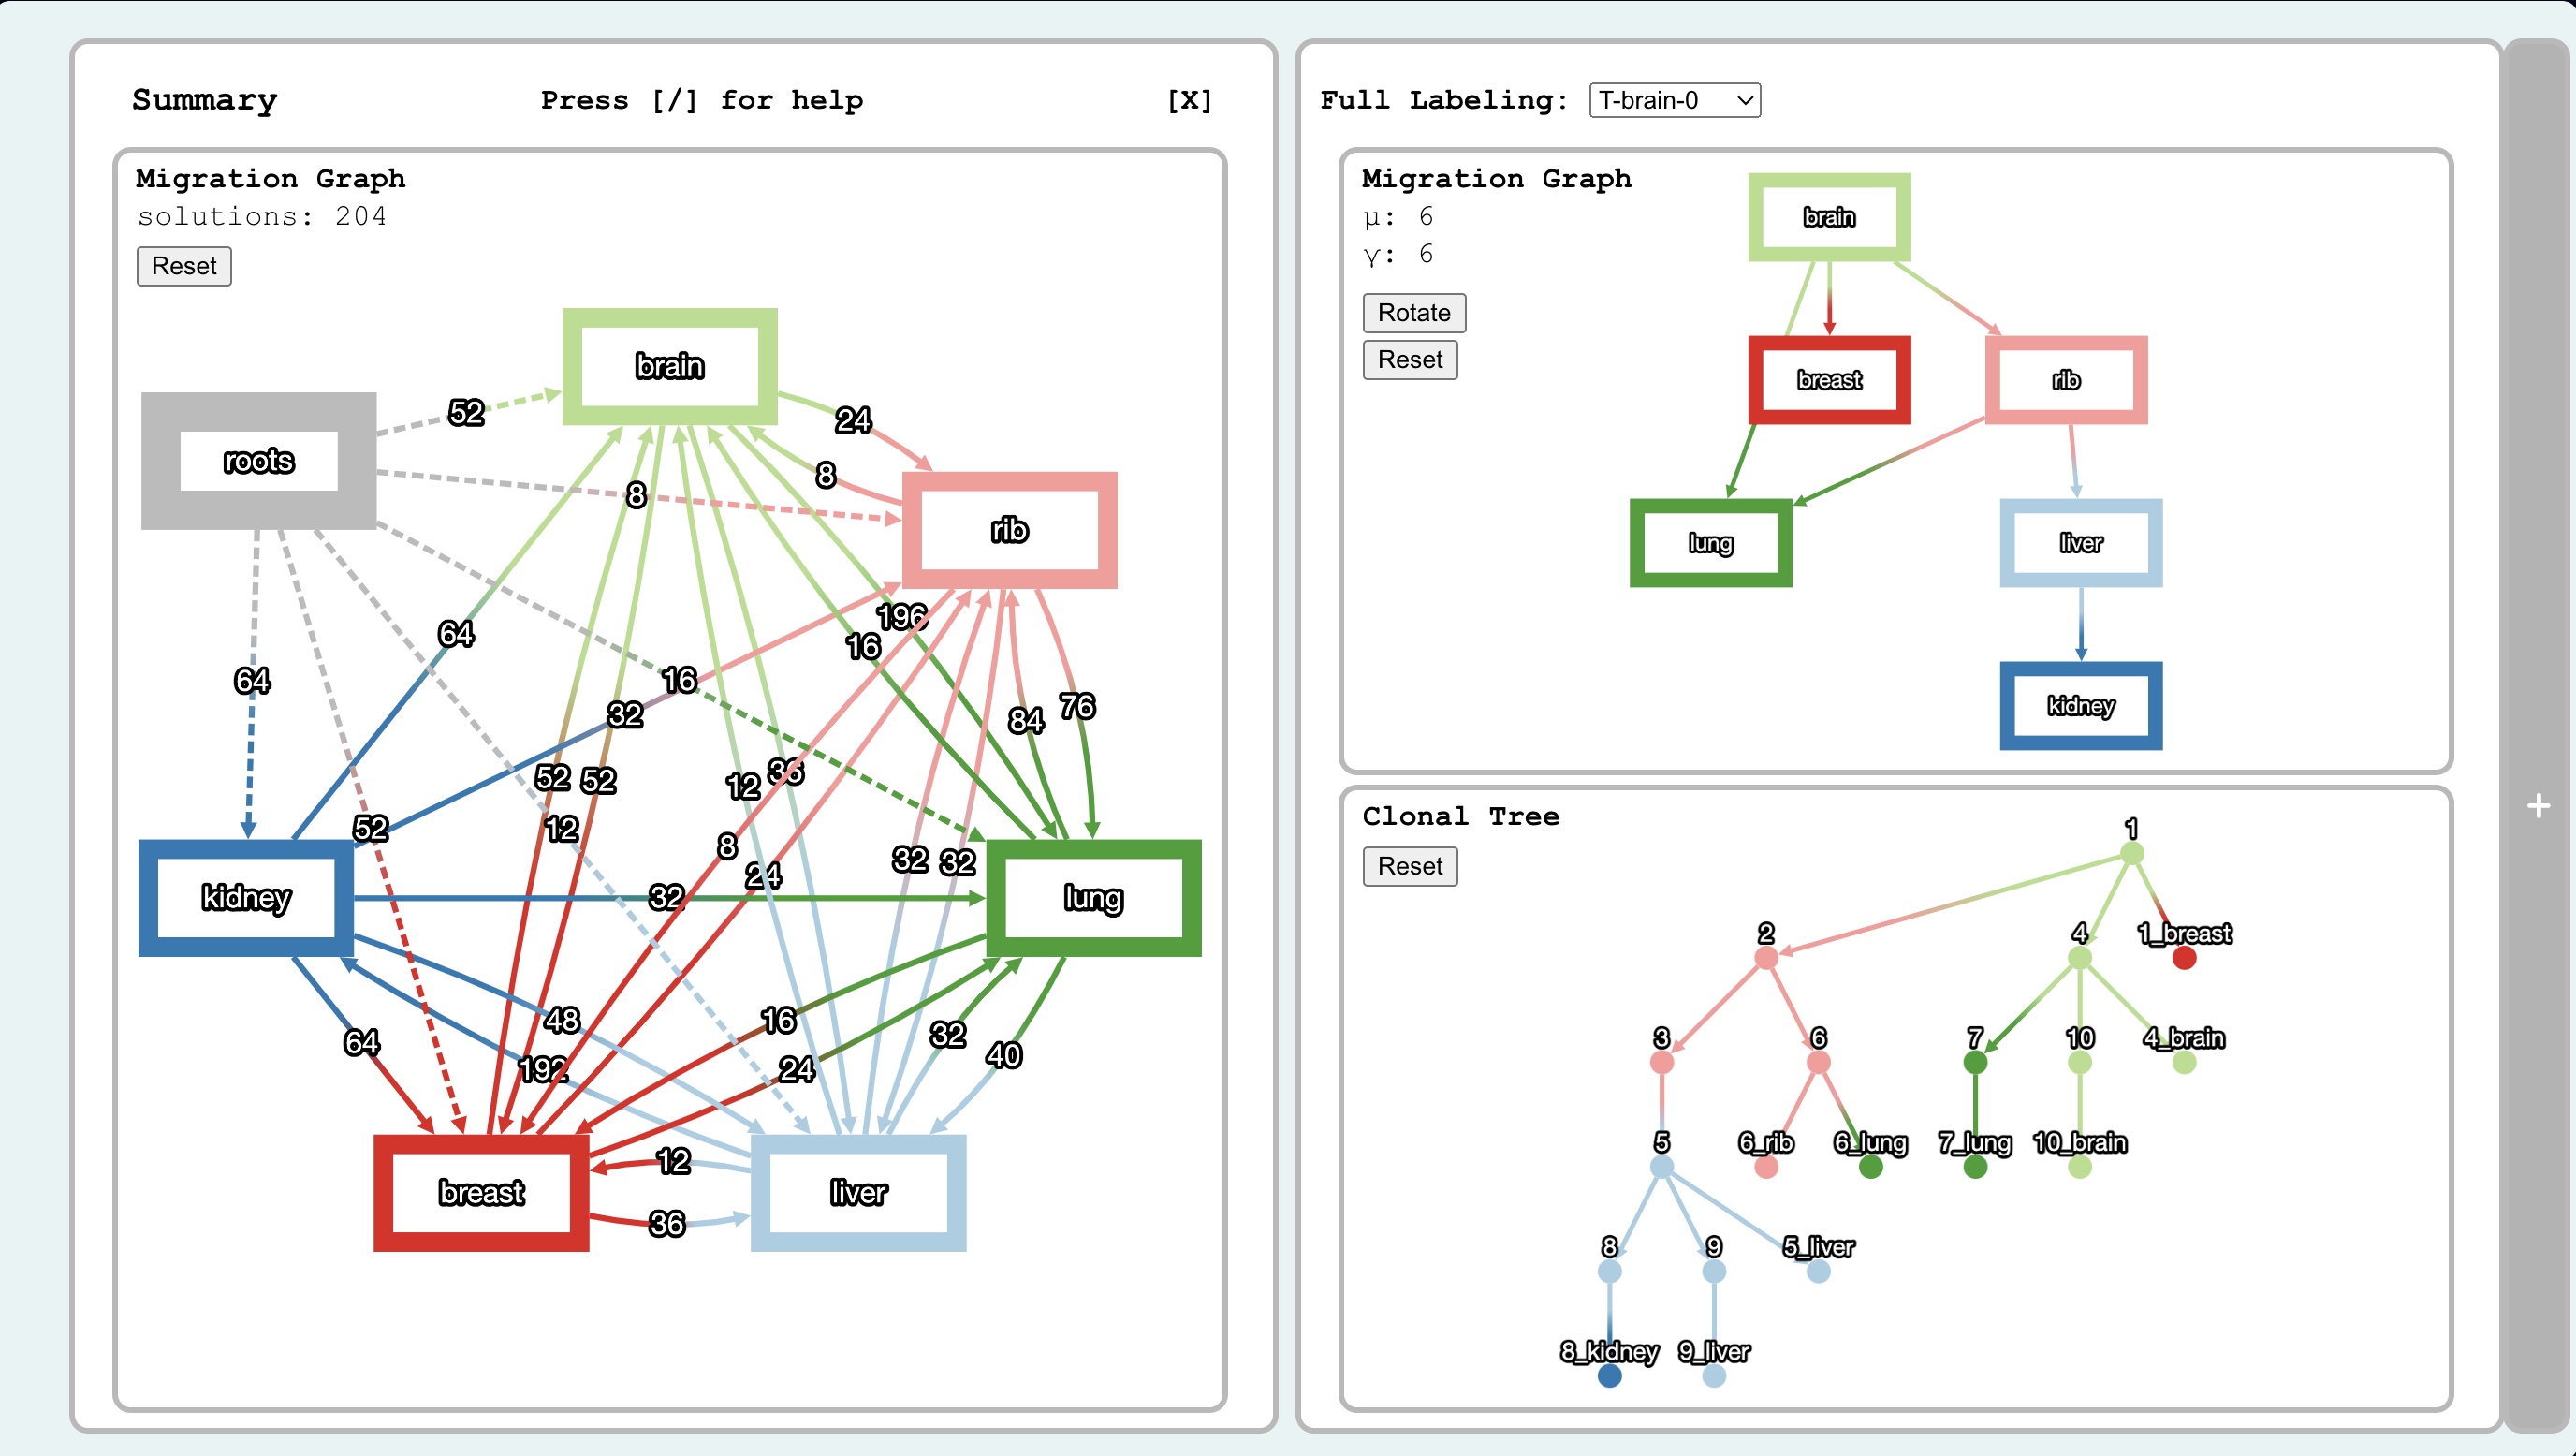 Summary
Press [/] for help
[X]
Migration Graph
solutions: 204
Reset
brain
52
24
roots
8
8
rib
196
64
16
64
16
32
84
76
52
52
12
36
52
12
8
32
32
24
kidney
32
lung
48
16
64
32
192
24
40
12
breast
liver
36
Full Labeling:
T-brain-0
Migration Graph
μ: 6
γ: 6
Rotate
Reset
brain
breast
rib
lung
liver
kidney
Clonal Tree
Reset
1
2
4
1_breast
3
6
7
10
4_brain
5
6_rib
6_lung
7_lung
10_brain
8
9
5_liver
8_kidney
9_liver
+